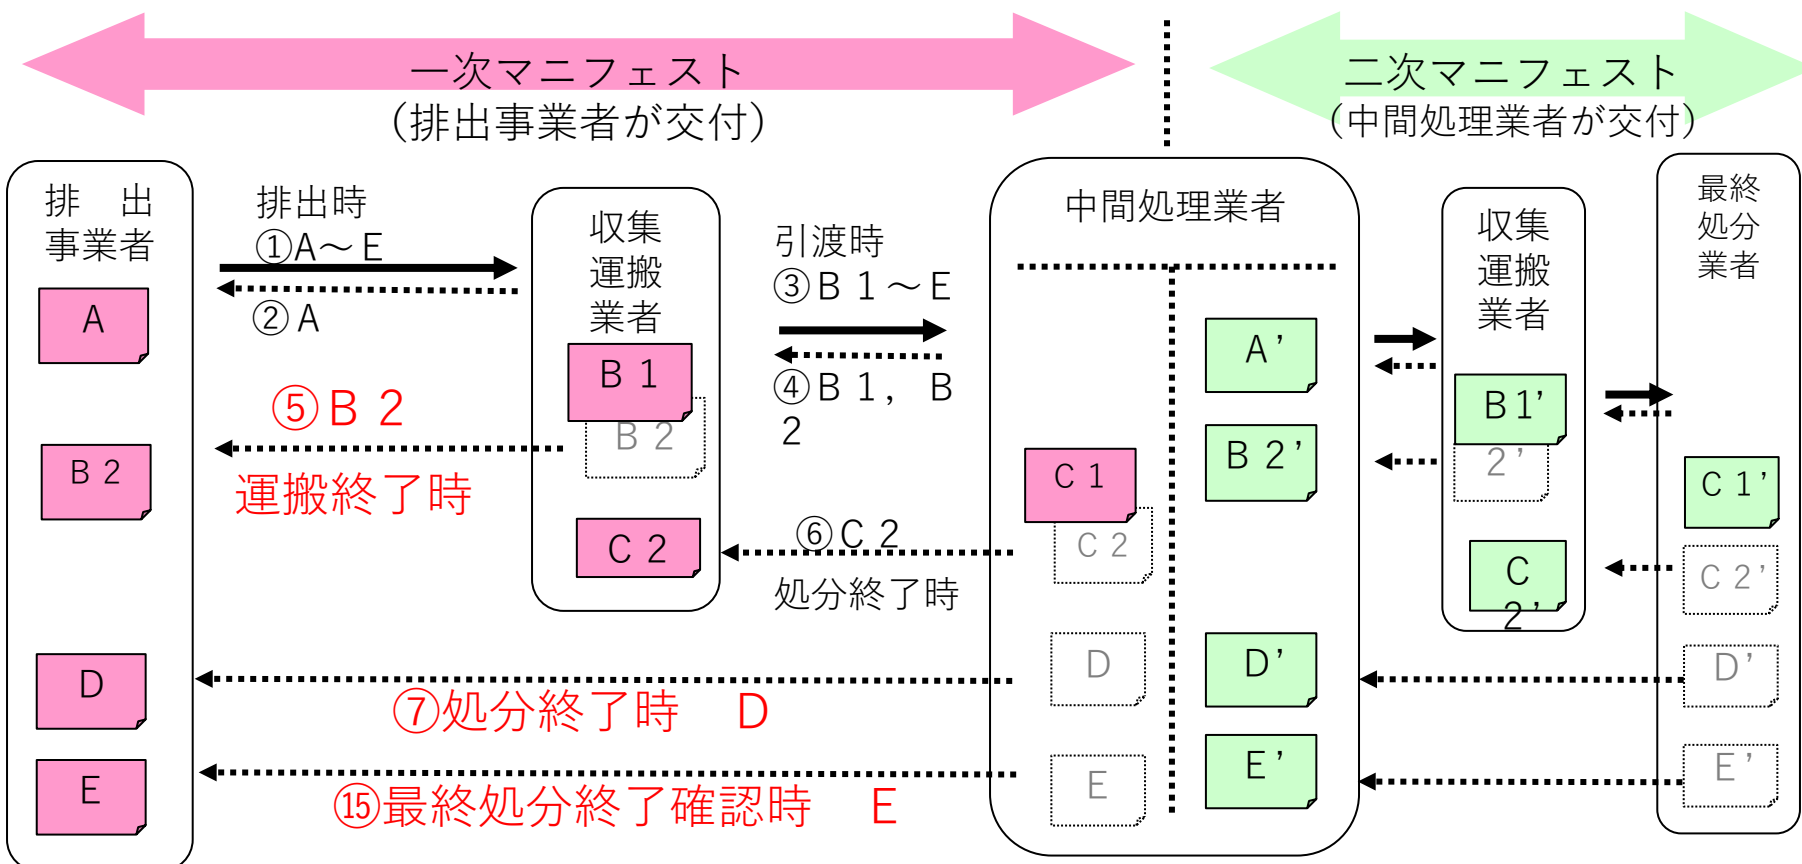 一次マニフェスト
（排出事業者が交付）
二次マニフェスト
（中間処理業者が交付）
排　出
事業者
A
B 2
D
E
排出時
①A～E
②A
⑤B 2
運搬終了時
収集
運搬
業者
B 1
B 2
C 2
引渡時
③B 1～E
④B 1，B
2
⑥C 2
処分終了時
⑦処分終了時　D
⑮最終処分終了確認時　E
中間処理業者
C 1
C 2
D
E
A’
B 2’
D’
E’
収集
運搬
業者
B1’
2’
C
2’
最終
処分
業者
C 1’
C 2’
D’
E’